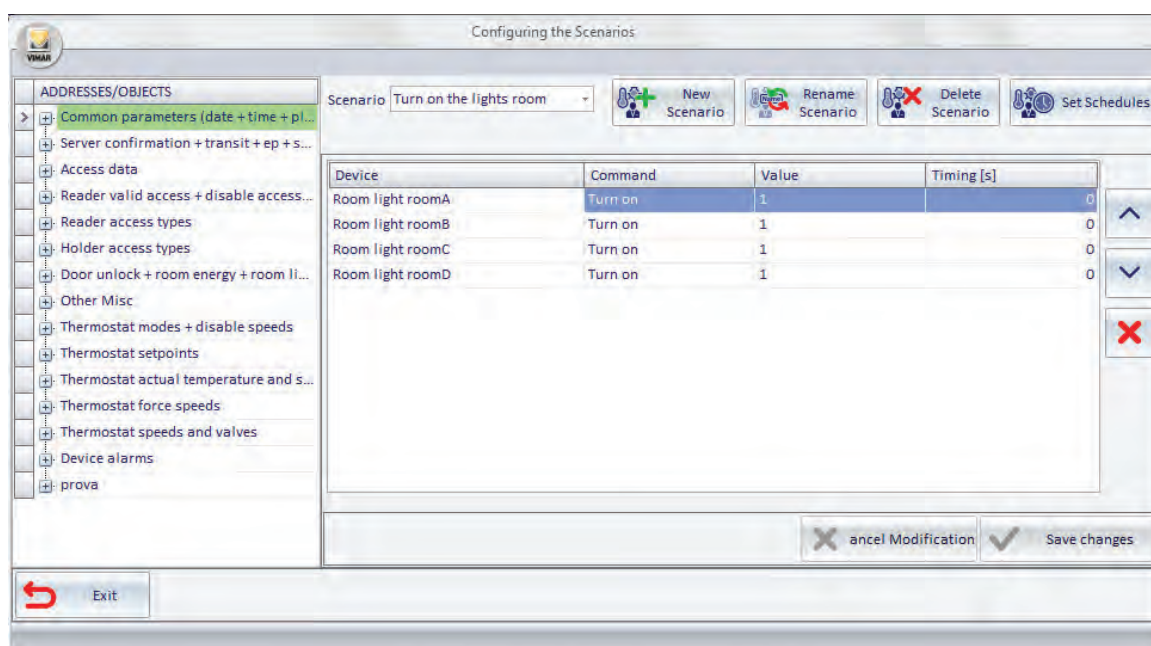 Configuring the Scenarios
VIMAR
ADDRESSES/OBJECTS
Common parameters (date + time + pl...
Server confirmation + transit + ep + s...
Access data
Reader valid access + disable access...
Reader access types
Holder access types
Door unlock + room energy + room li...
Other Misc
Thermostat modes + disable speeds
Thermostat setpoints
Thermostat actual temperature and s...
Thermostat force speeds
Thermostat speeds and valves
Device alarms
prova
Scenario Turn on the lights room
New Scenario
Rename Scenario
Delete Scenario
Set Schedules
Device Command Value Timing [s]
Room light roomA Turn on 1 0
Room light roomB Turn on 1 0
Room light roomC Turn on 1 0
Room light roomD Turn on 1 0
ancel Modification
Save changes
Exit